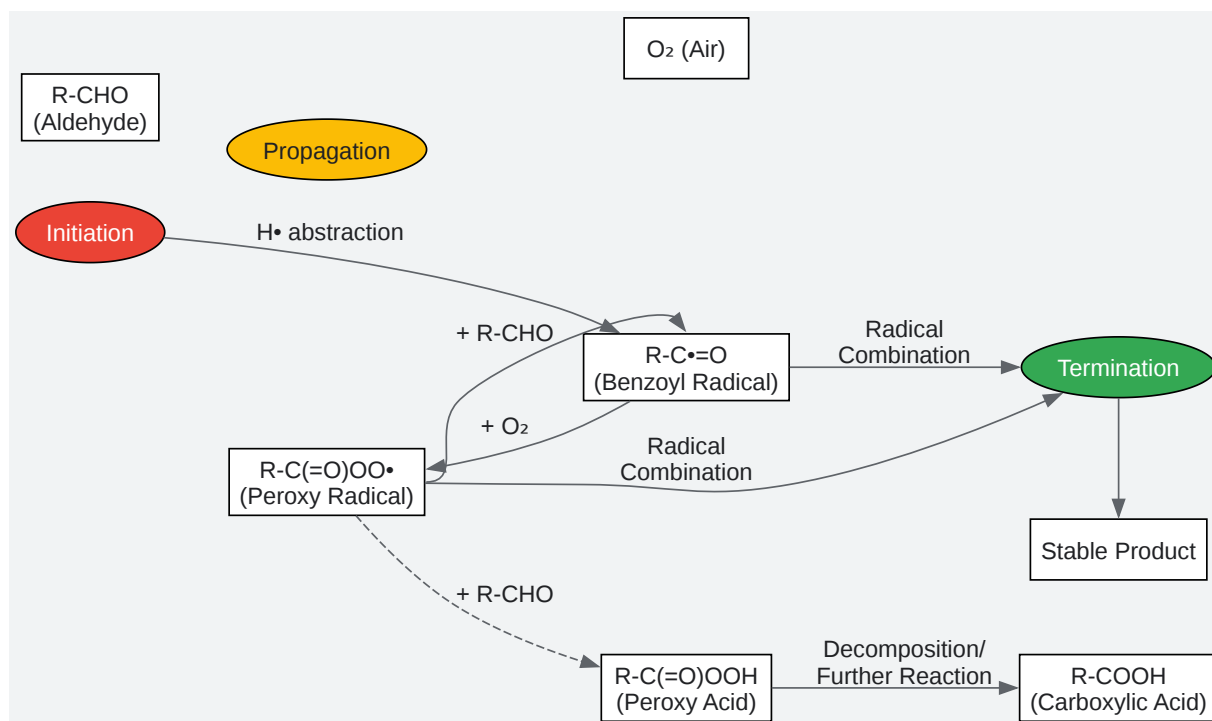 O₂ (Air)
R-CHO
(Aldehyde)
Propagation
Initiation
H• abstraction
+ R-CHO
R-C•=O
(Benzoyl Radical)
Radical
Combination
Termination
+ O₂
R-C(=O)OO•
(Peroxy Radical)
Radical
Combination
Stable Product
+ R-CHO
R-C(=O)OOH
(Peroxy Acid)
Decomposition/
Further Reaction
R-COOH
(Carboxylic Acid)